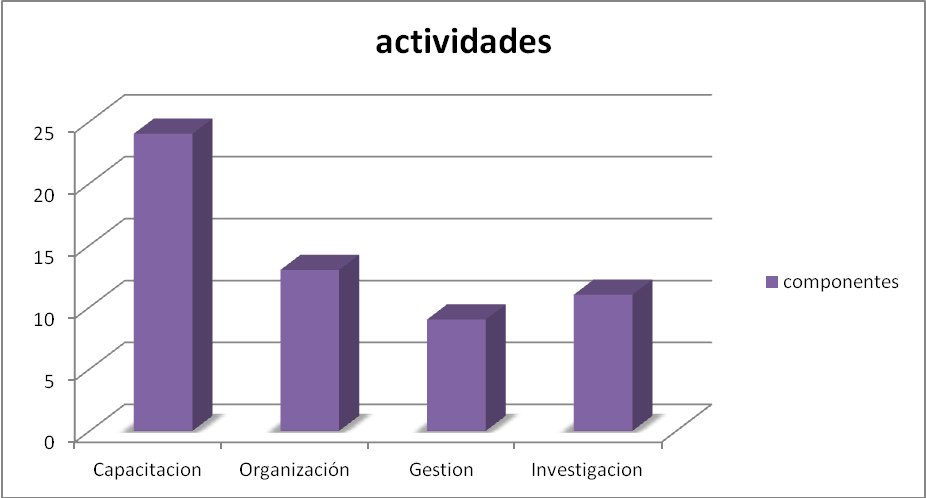 actividades
25
20
15
10
5
0
componentes
Capacitacion Organización Gestion Investigacion